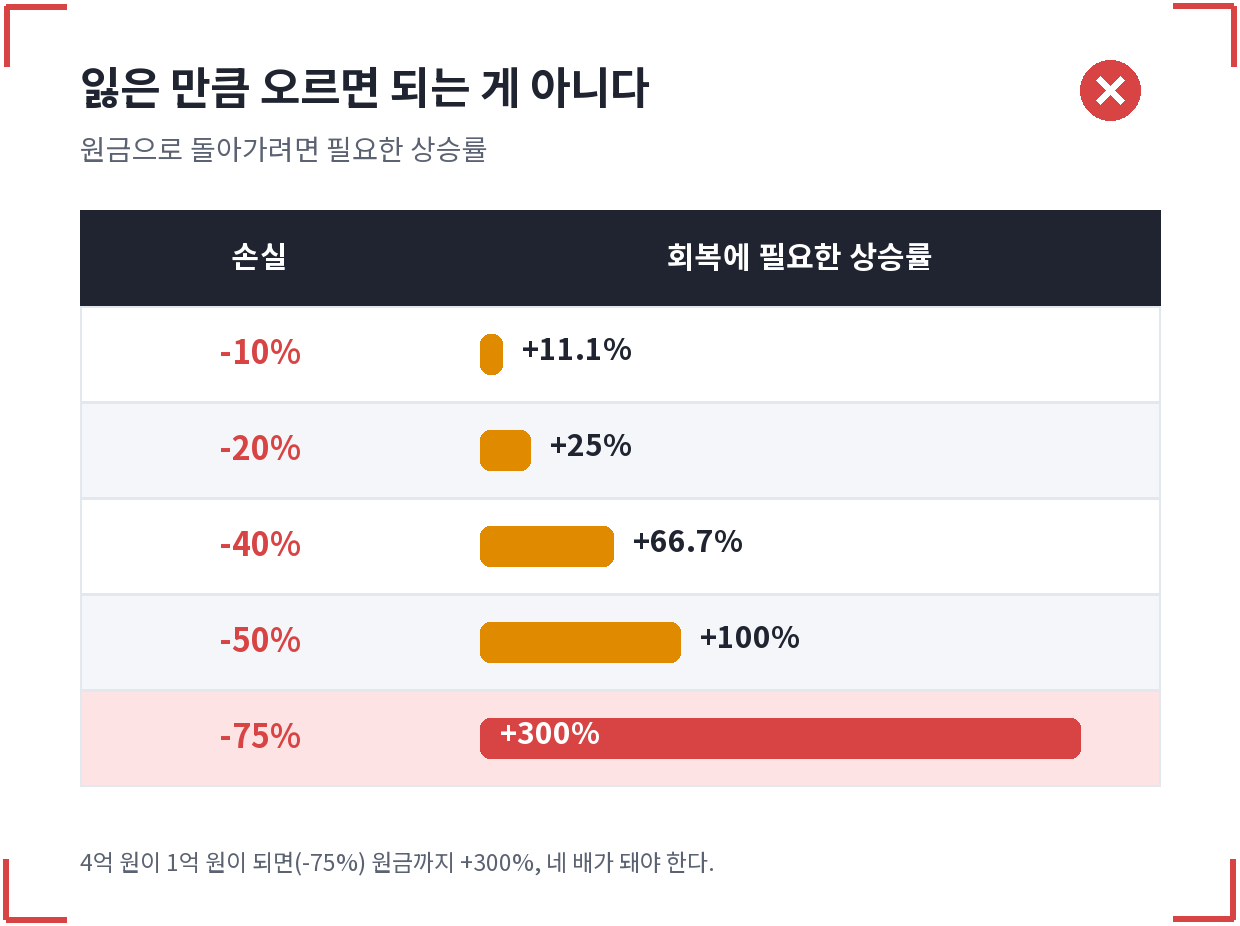 잃은 만큼 오르면 되는 게 아니다
원금으로 돌아가려면 필요한 상승률
손실 회복에 필요한 상승률
-10% +11.1%
-20% +25%
-40% +66.7%
-50% +100%
-75% +300%
4억 원이 1억 원이 되면(-75%) 원금까지 +300%, 네 배가 돼야 한다.